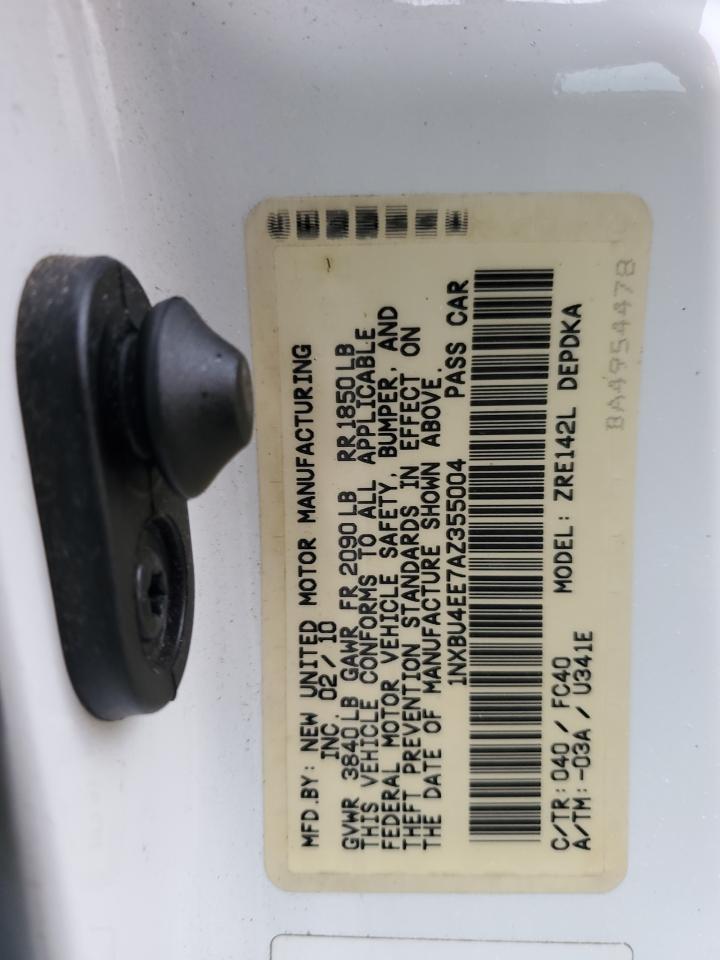 MFD.BY: NEW UNITED MOTOR MANUFACTURING
INC. 02/10
GVWR 3840LB GAWR FR 2090LB RR1850LB
THIS VEHICLE CONFORMS TO ALL APPLICABLE
FEDERAL MOTOR VEHICLE SAFETY, BUMPER, AND
THEFT PREVENTION STANDARDS IN EFFECT ON
THE DATE OF MANUFACTURE SHOWN ABOVE.
1NXBU4EE7AZ355004 PASS CAR
C/TR: 040 / FC40 MODEL: ZRE142L DEPDKA
A/TM: -03A / U341E
BA4954478